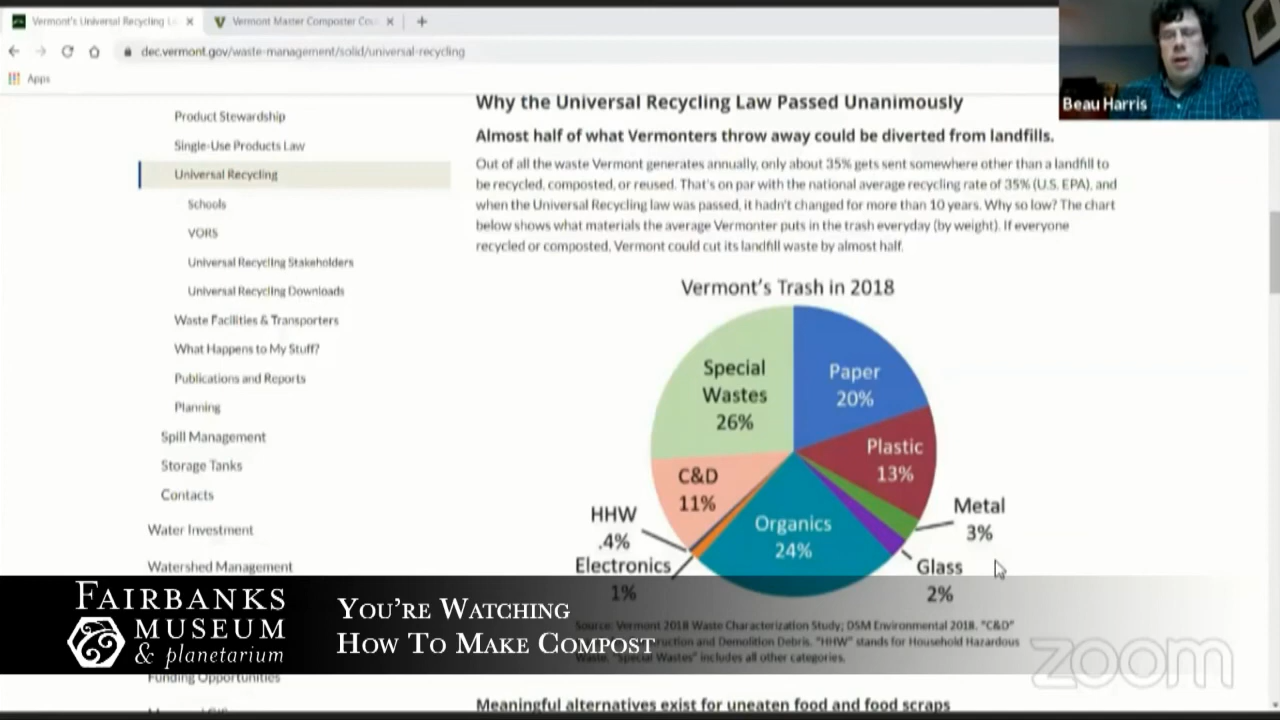 Vermont's Universal Recycling L
Vermont Master Composter Co
dec.vermont.gov/waste-management/solid/universal-recycling
Apps
Beau Harris
Product Stewardship
Single-Use Products Law
Universal Recycling
Schools
VORS
Universal Recycling Stakeholders
Universal Recycling Downloads
Waste Facilities & Transporters
What Happens to My Stuff?
Publications and Reports
Planning
Spill Management
Storage Tanks
Contacts
Water Investment
Watershed Management
Funding Opportunities
Why the Universal Recycling Law Passed Unanimously
Almost half of what Vermonters throw away could be diverted from landfills.
Out of all the waste Vermont generates annually, only about 35% gets sent somewhere other than a landfill to
be recycled, composted, or reused. That's on par with the national average recycling rate of 35% (U.S. EPA), and
when the Universal Recycling law was passed, it hadn't changed for more than 10 years. Why so low? The chart
below shows what materials the average Vermonter puts in the trash everyday (by weight). If everyone
recycled or composted, Vermont could cut its landfill waste by almost half.
Vermont's Trash in 2018
Special
Wastes
26%
Paper
20%
Plastic
13%
Metal
3%
Glass
2%
Organics
24%
C&D
11%
HHW
.4%
Electronics
1%
Source: Vermont 2018 Waste Characterization Study; DSM Environmental 2018. "C&D"
ruction and Demolition Debris. "HHW" stands for Household Hazardous
Waste. "Special Wastes" includes all other categories.
Meaningful alternatives exist for uneaten food and food scraps
FAIRBANKS
MUSEUM
& planetarium
YOU'RE WATCHING
HOW TO MAKE COMPOST
zoom